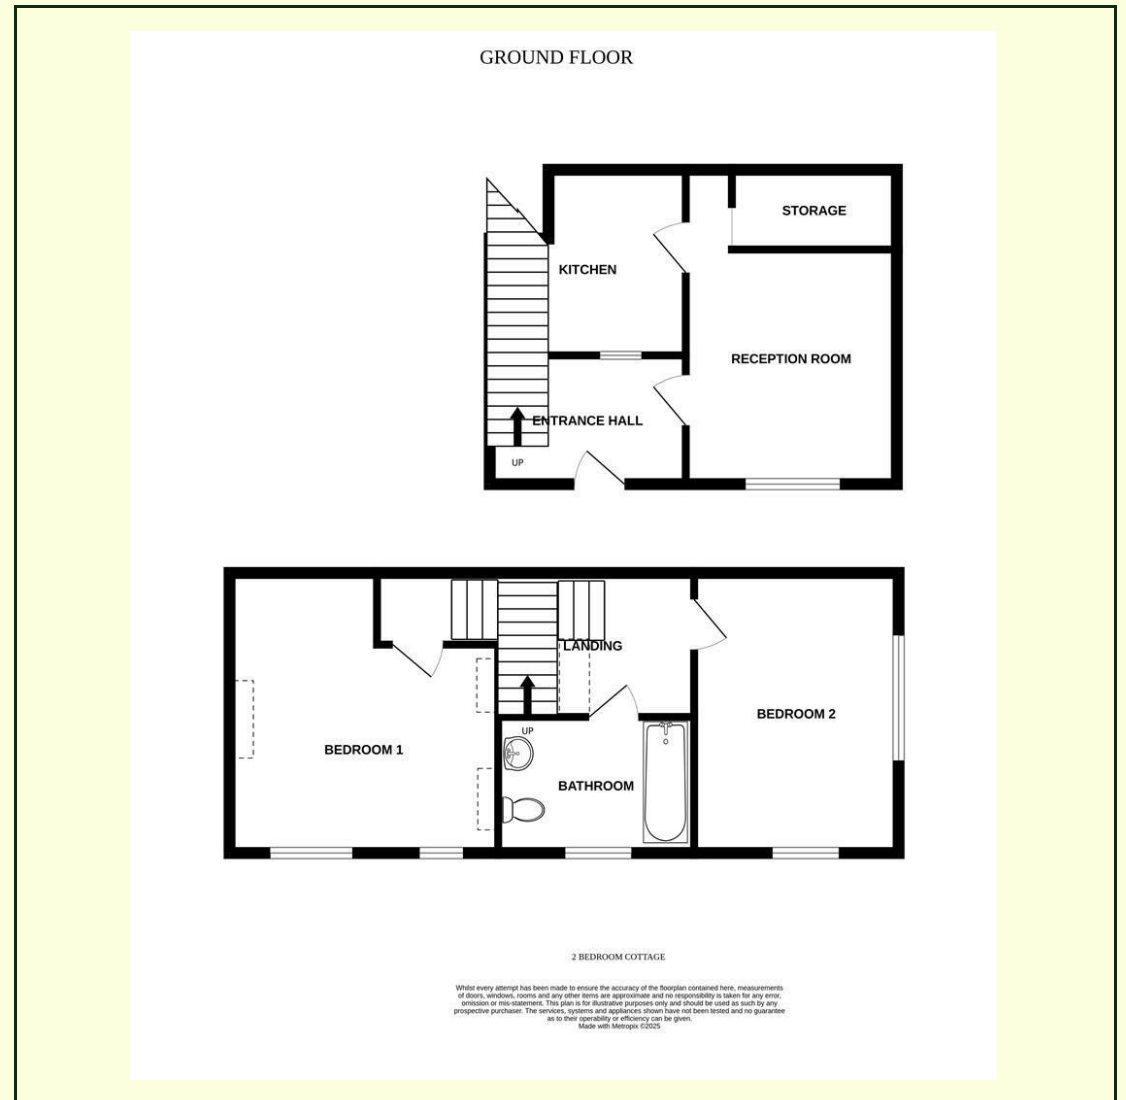 GROUND FLOOR
STORAGE
KITCHEN
RECEPTION ROOM
ENTRANCE HALL
UP
LANDING
BEDROOM 2
UP
BEDROOM 1
BATHROOM
2 BEDROOM COTTAGE
Whilst every attempt has been made to ensure the accuracy of the floorplan contained here, measurements
of doors, windows, rooms and any other items are approximate and no responsibility is taken for any error,
omission or mis-statement. This plan is for illustrative purposes only and should be used as such by any
prospective purchaser. The services, systems and appliances shown have not been tested and no guarantee
as to their operability or efficiency can be given.
Made with Metropix ©2025